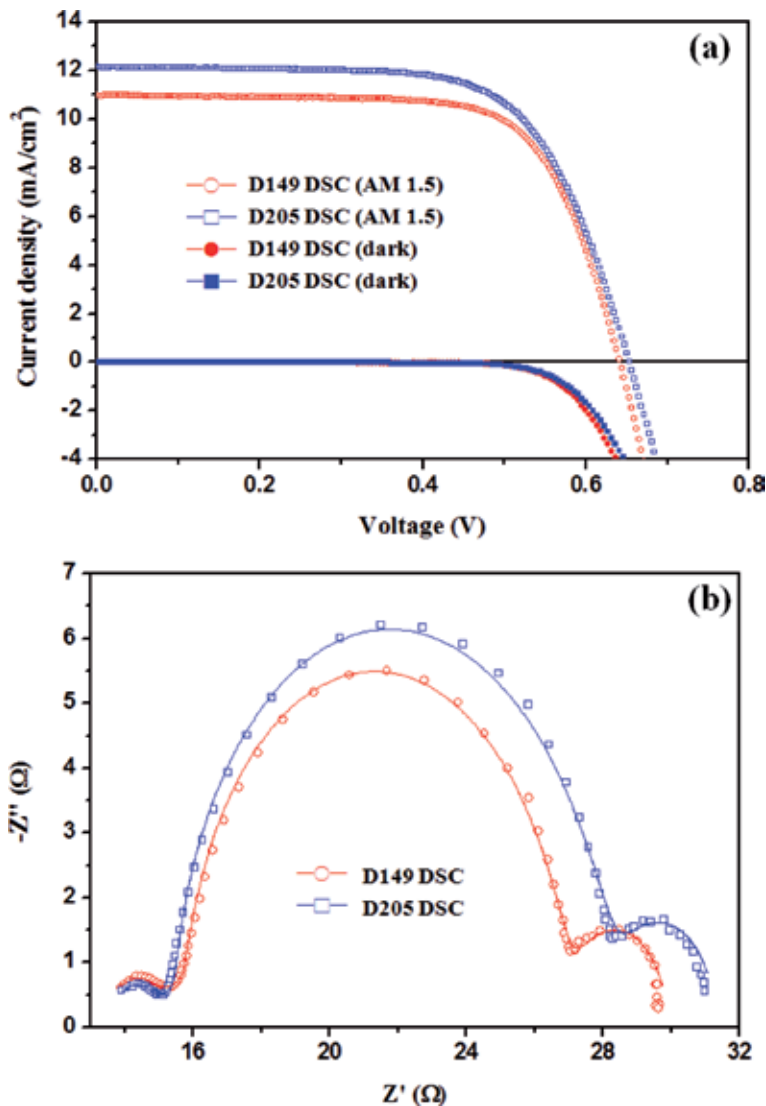 (a)
14
12
10
8
6
4
2
0
-2
-4
Current density (mA/cm²)
D149 DSC (AM 1.5)
D205 DSC (AM 1.5)
D149 DSC (dark)
D205 DSC (dark)
0.0 0.2 0.4 0.6 0.8
Voltage (V)
(b)
7
6
5
4
3
2
1
0
-Z'' (Ω)
D149 DSC
D205 DSC
16 20 24 28 32
Z' (Ω)